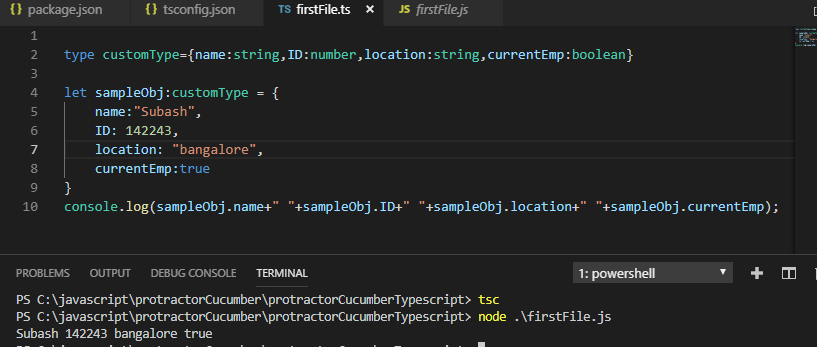 {} package.json {} tsconfig.json TS firstFile.ts × JS firstFile.js
1
2 type customType={name:string,ID:number,location:string,currentEmp:boolean}
3
4 let sampleObj:customType = {
5 name:"Subash",
6 ID: 142243,
7 location: "bangalore",
8 currentEmp:true
9 }
10 console.log(sampleObj.name+" "+sampleObj.ID+" "+sampleObj.location+" "+sampleObj.currentEmp);
PROBLEMS OUTPUT DEBUG CONSOLE TERMINAL 1: powershell
PS C:\javascript\protractorCucumber\protractorCucumberTypescript> tsc
PS C:\javascript\protractorCucumber\protractorCucumberTypescript> node .\firstFile.js
Subash 142243 bangalore true